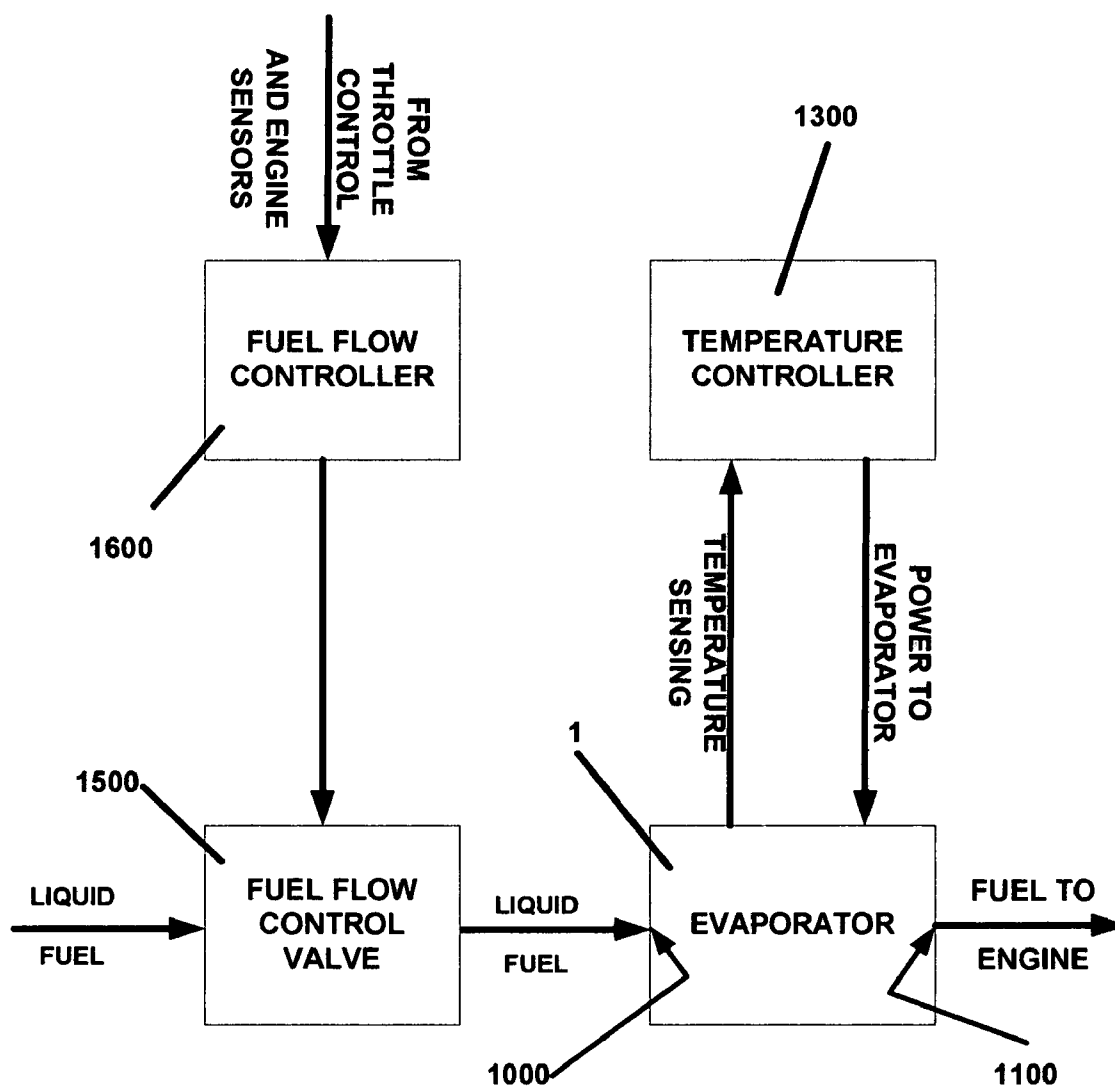 FROM
THROTTLE
CONTROL
AND ENGINE
SENSORS
1300
FUEL FLOW
CONTROLLER
TEMPERATURE
CONTROLLER
1600
TEMPERATURE
SENSING
POWER TO
EVAPORATOR
1
1500
LIQUID
FUEL
FUEL FLOW
CONTROL
VALVE
LIQUID
FUEL
EVAPORATOR
FUEL TO
ENGINE
1000
1100